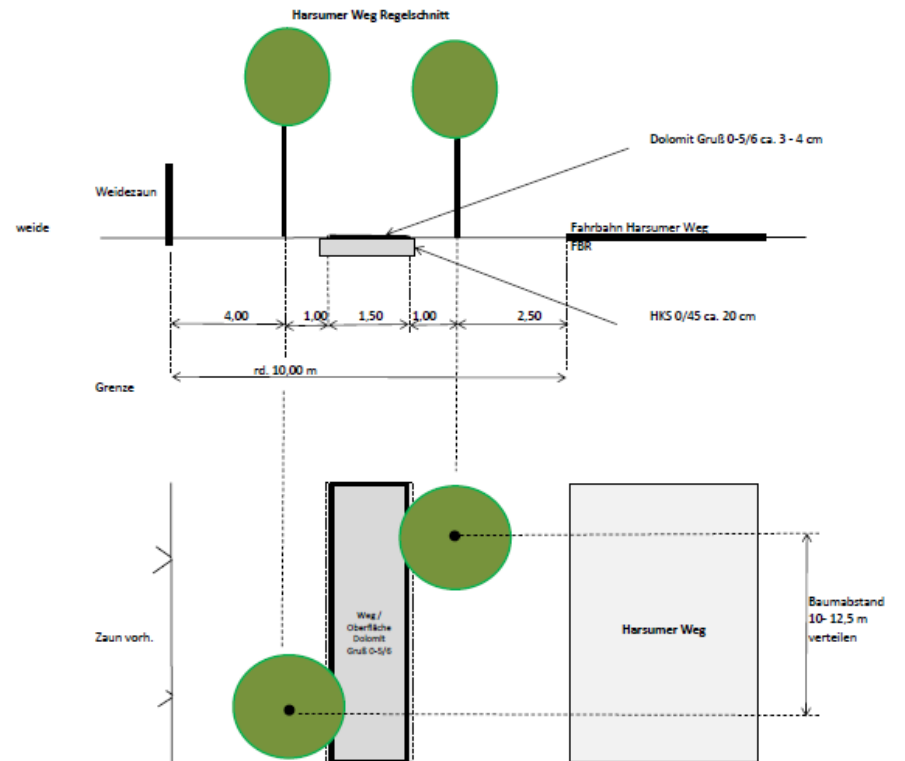 Harsumer Weg Regelschnitt
Dolomit Gruß 0-5/6 ca. 3 - 4 cm
Weidezaun
weide
Fahrbahn Harsumer Weg
FBR
4,00
1,00
1,50
1,00
2,50
HKS 0/45 ca. 20 cm
rd. 10,00 m
Grenze
Baumabstand
10- 12,5 m
verteilen
Weg /
Oberfläche
Dolomit
Gruß 0-5/6
Harsumer Weg
Zaun vorh.